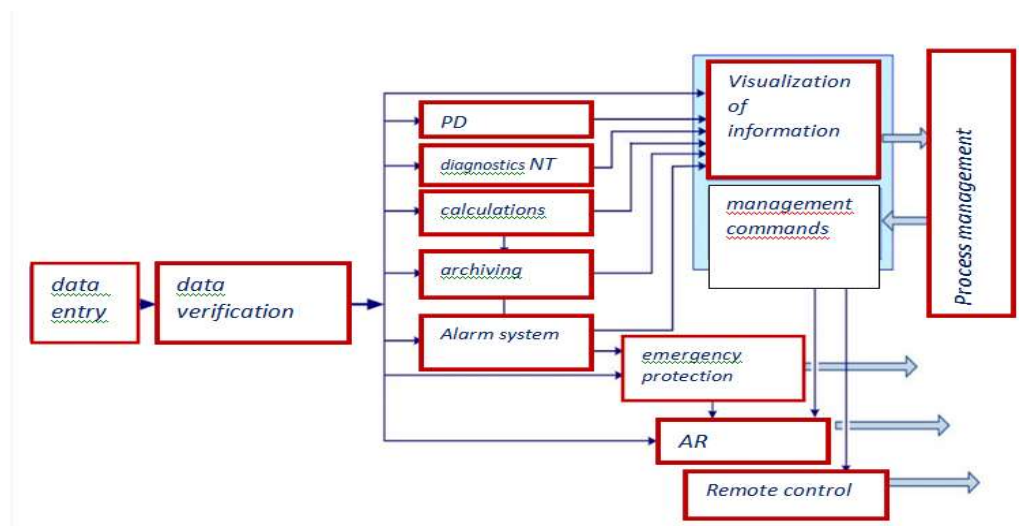 Visualization
of
information
PD
diagnostics NT
calculations
management
commands
archiving
data
entry
data
verification
Alarm system
emergency
protection
AR
Remote control
Process management